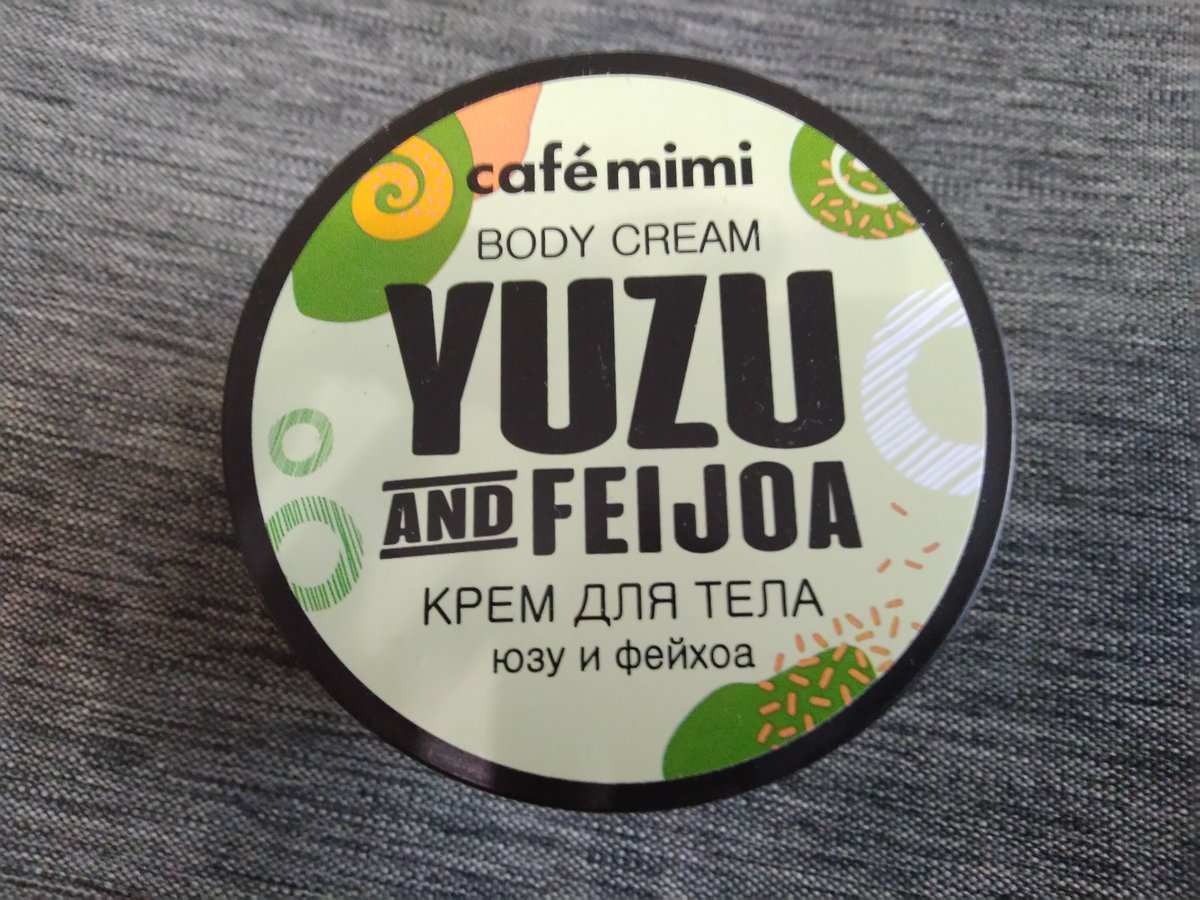 café mimi
BODY CREAM
YUZU
AND FEIJOA
КРЕМ ДЛЯ ТЕЛА
юзу и фейхоа